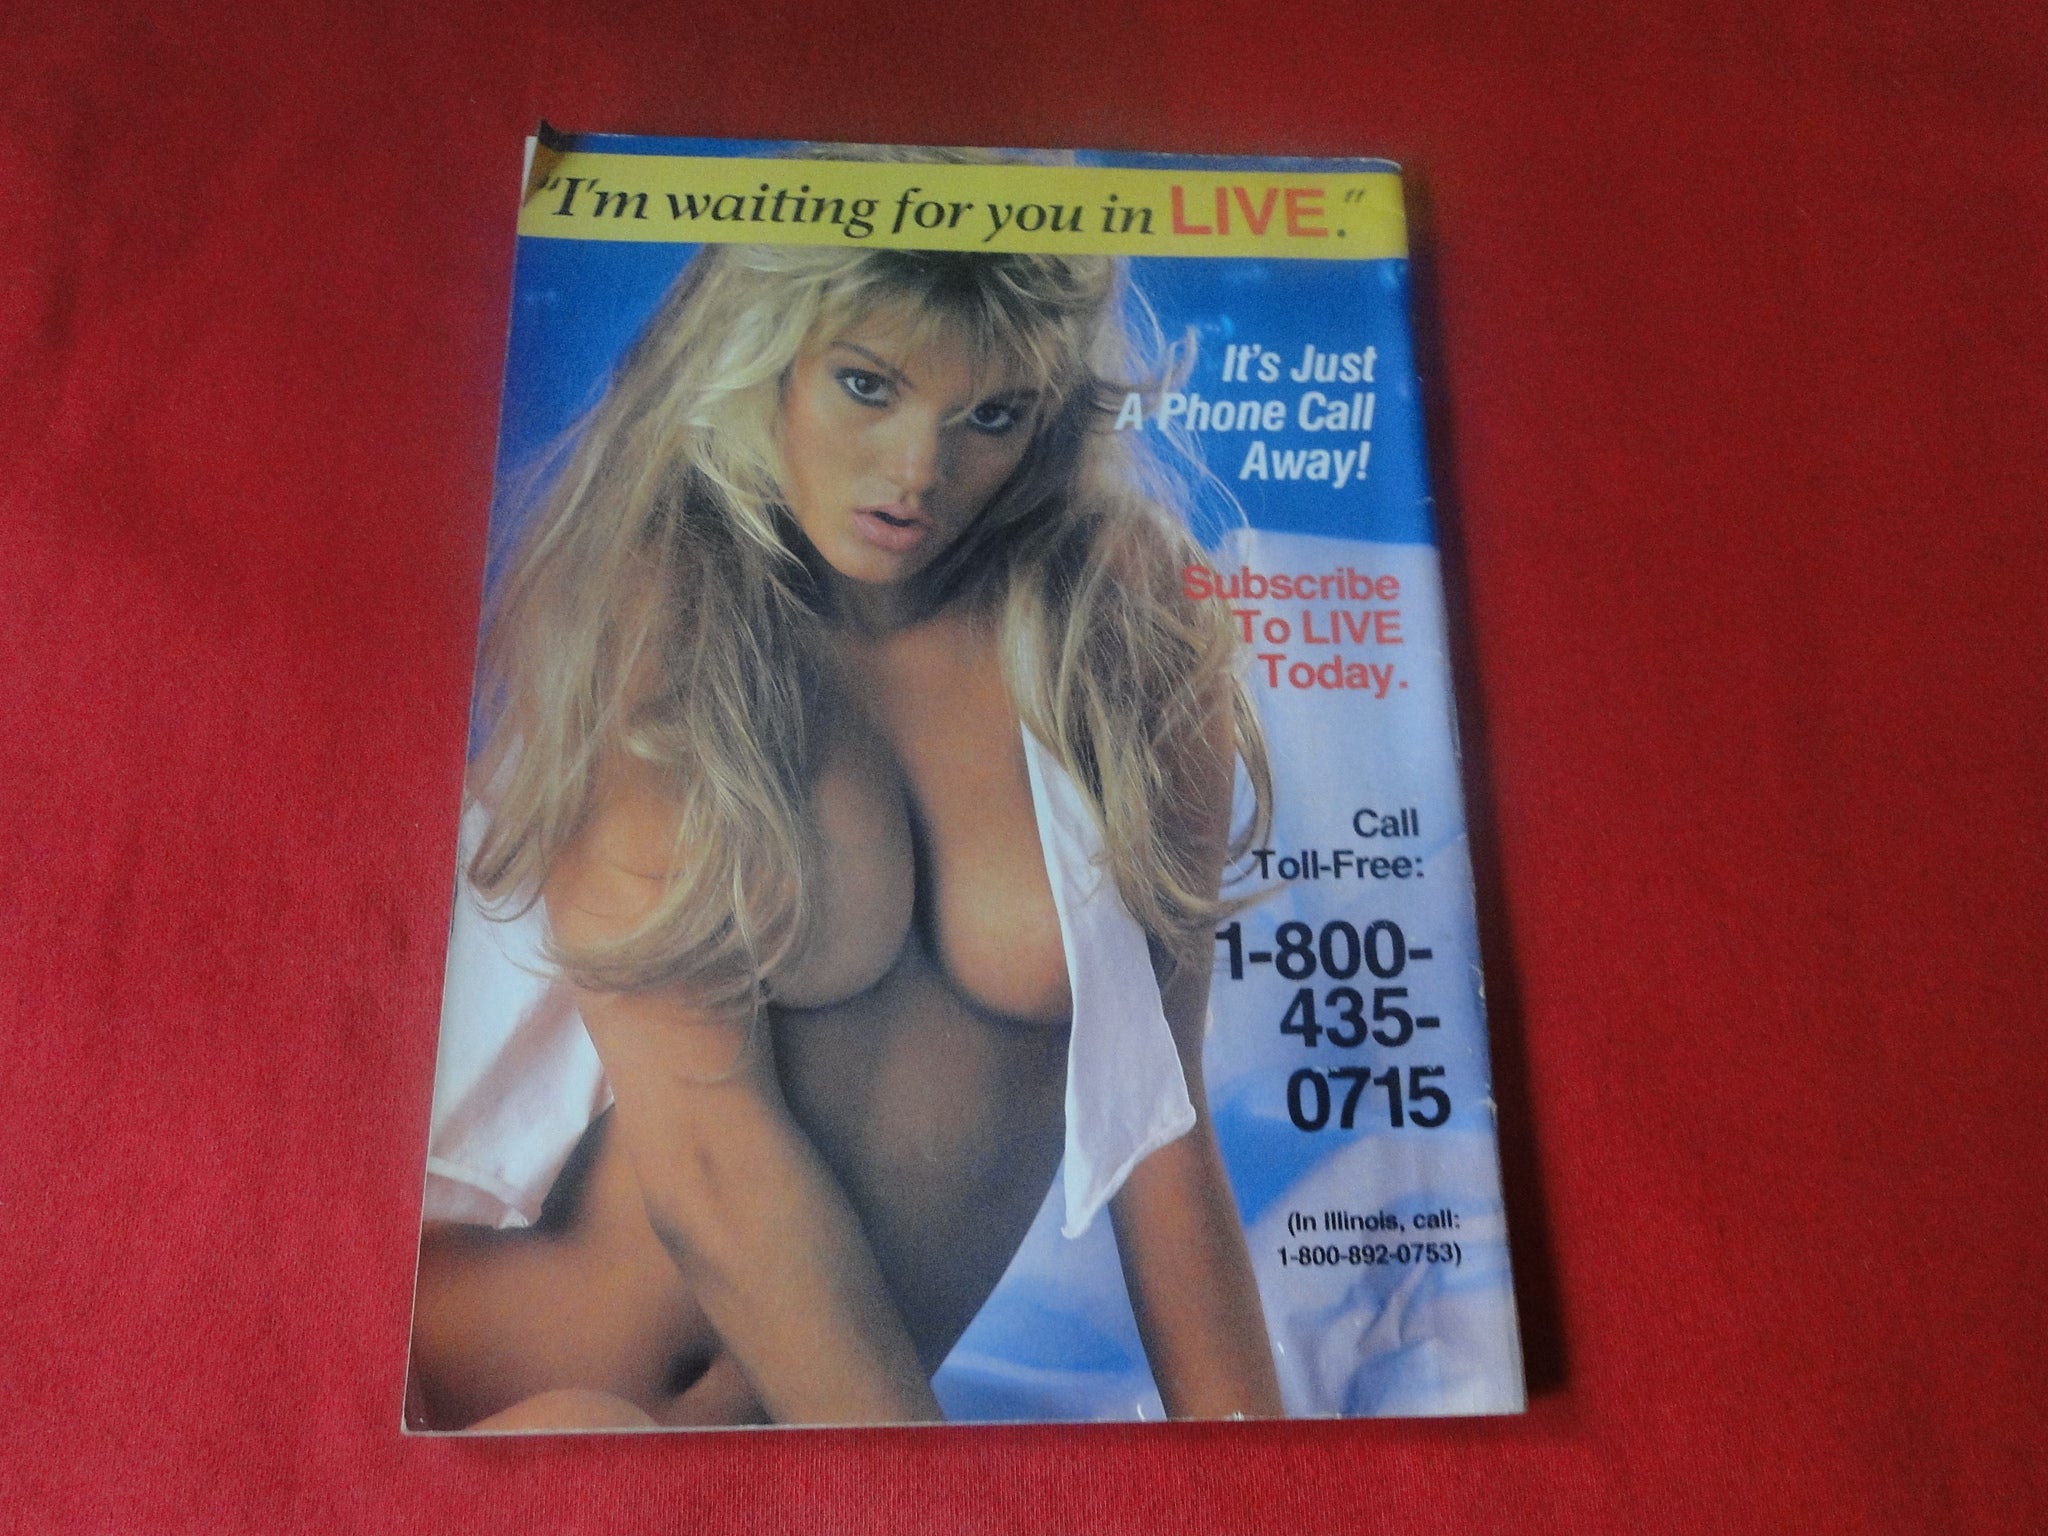 "I'm waiting for you in LIVE."
It's Just
A Phone Call
Away!
Subscribe
To LIVE
Today.
Call
Toll-Free:
1-800-
435-
0715
(In Illinois, call:
1-800-892-0753)